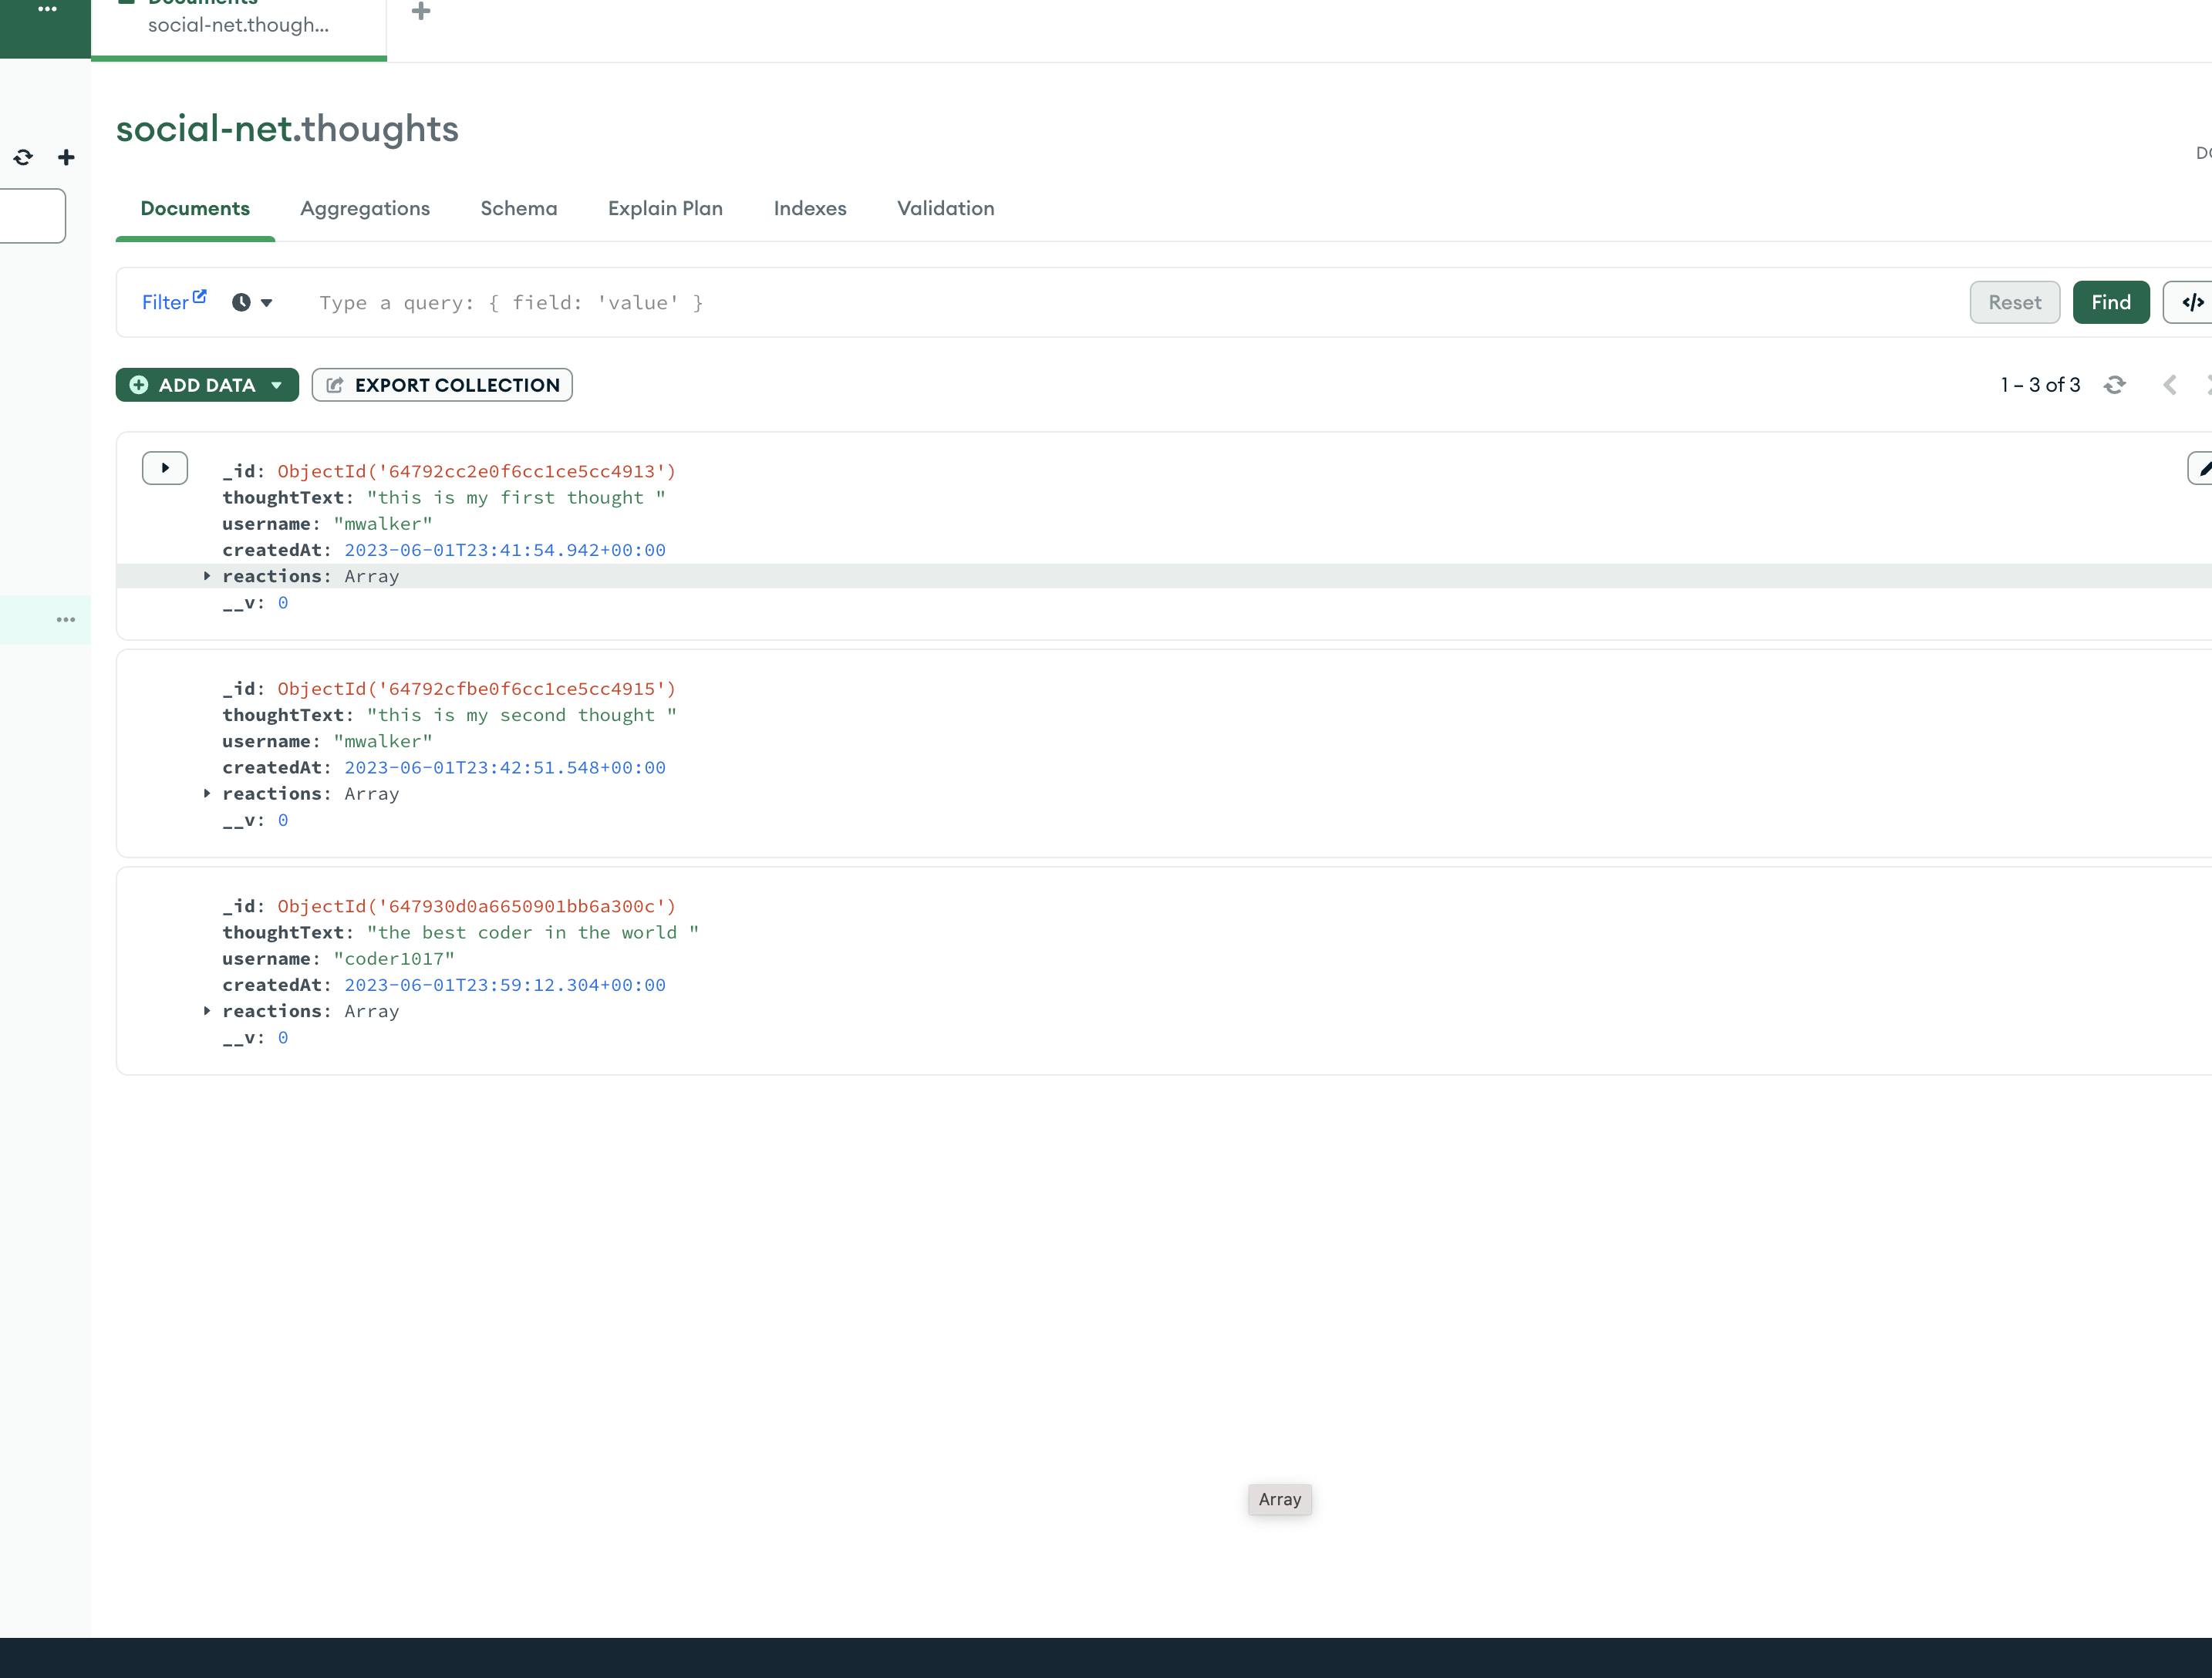 Documents
social-net.though...
social-net.thoughts
Documents Aggregations Schema Explain Plan Indexes Validation
Filter Type a query: { field: 'value' } Reset Find </>
ADD DATA EXPORT COLLECTION 1 – 3 of 3
_id: ObjectId('64792cc2e0f6cc1ce5cc4913')
thoughtText: "this is my first thought "
username: "mwalker"
createdAt: 2023-06-01T23:41:54.942+00:00
reactions: Array
__v: 0
_id: ObjectId('64792cfbe0f6cc1ce5cc4915')
thoughtText: "this is my second thought "
username: "mwalker"
createdAt: 2023-06-01T23:42:51.548+00:00
reactions: Array
__v: 0
_id: ObjectId('647930d0a6650901bb6a300c')
thoughtText: "the best coder in the world "
username: "coder1017"
createdAt: 2023-06-01T23:59:12.304+00:00
reactions: Array
__v: 0
Array